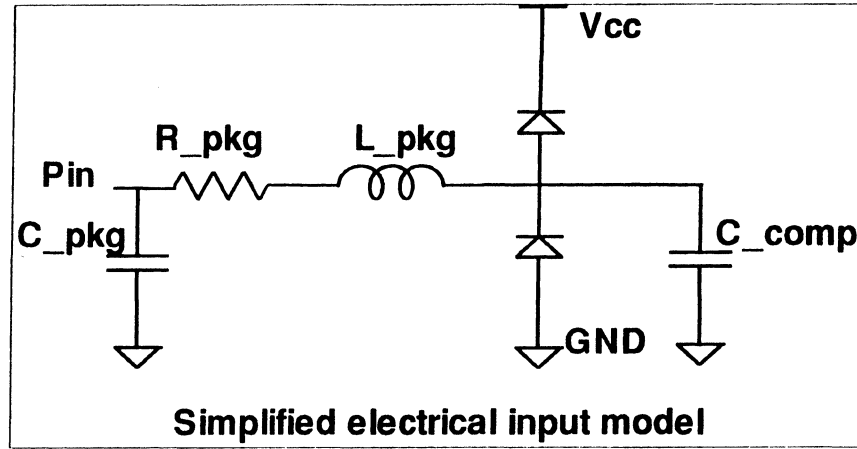 Vcc
R_pkg
L_pkg
Pin
C_pkg
C_comp
GND
Simplified electrical input model